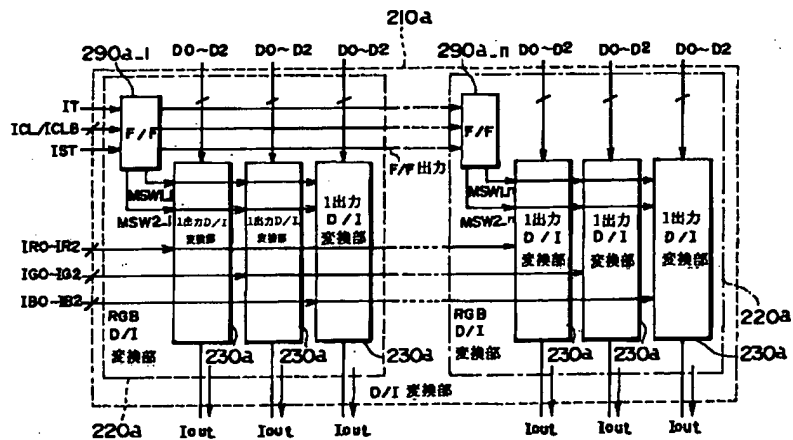 210a
290a_1
D0~D2
D0~D2
D0~D2
290a_n
D0~D2
D0~D2
D0~D2
IT
ICL/ICLB
IST
F/F
F/F
F/F出力
MSW1_1
MSW2_1
MSW1_n
MSW2_n
1出力D/I
変換部
1出力D/I
変換部
1出力
D/I
変換部
1出力
D/I
変換部
1出力
D/I
変換部
1出力
D/I
変換部
IR0~IR2
IG0~IG2
IB0~IB2
RGB
D/I
変換部
RGB
D/I
変換部
230a
230a
230a
230a
230a
230a
220a
220a
D/I 変換部
Iout
Iout
Iout
Iout
Iout
Iout